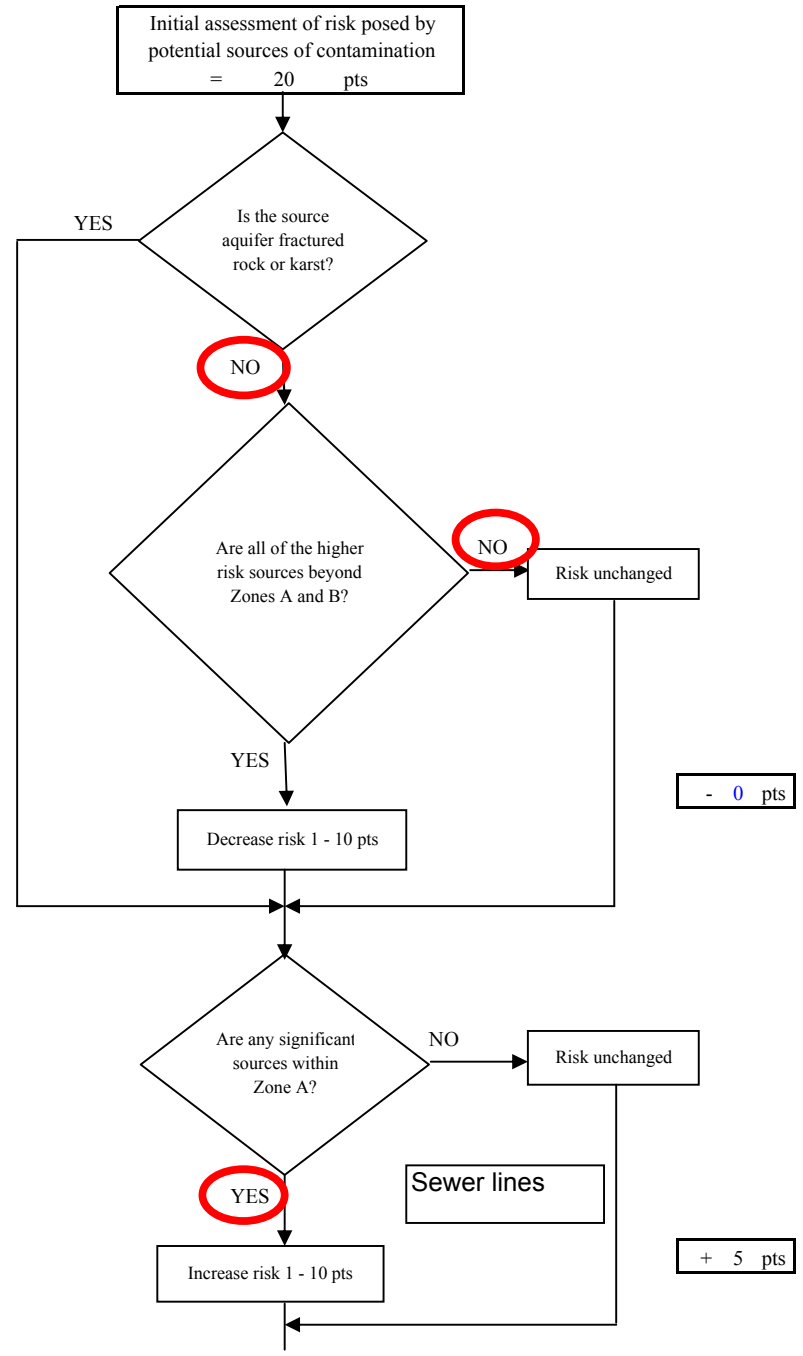 Initial assessment of risk posed by
potential sources of contamination
= 20 pts
YES
Is the source
aquifer fractured
rock or karst?
NO
Are all of the higher
risk sources beyond
Zones A and B?
NO
Risk unchanged
YES
- 0 pts
Decrease risk 1 - 10 pts
Are any significant
sources within
Zone A?
NO
Risk unchanged
YES
Sewer lines
Increase risk 1 - 10 pts
+ 5 pts